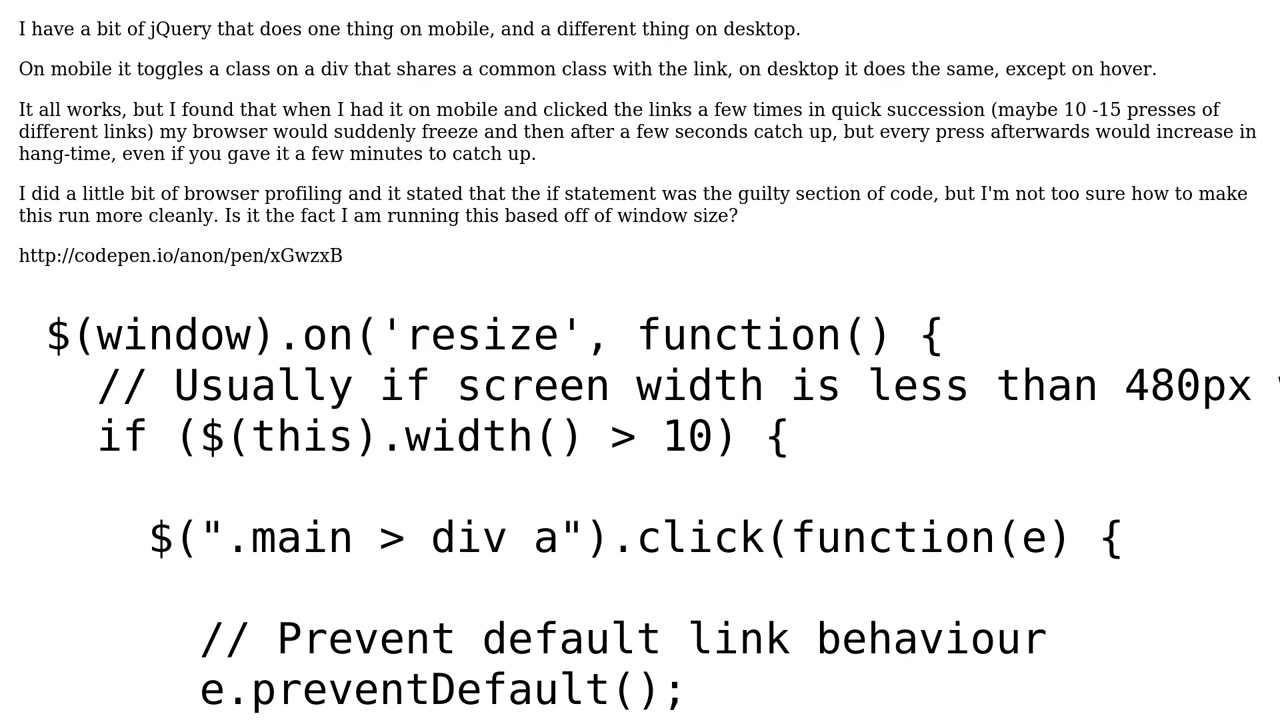 I have a bit of jQuery that does one thing on mobile, and a different thing on desktop.
On mobile it toggles a class on a div that shares a common class with the link, on desktop it does the same, except on hover.
It all works, but I found that when I had it on mobile and clicked the links a few times in quick succession (maybe 10 -15 presses of
different links) my browser would suddenly freeze and then after a few seconds catch up, but every press afterwards would increase in
hang-time, even if you gave it a few minutes to catch up.
I did a little bit of browser profiling and it stated that the if statement was the guilty section of code, but I'm not too sure how to make
this run more cleanly. Is it the fact I am running this based off of window size?
http://codepen.io/anon/pen/xGwzxB
$(window).on('resize', function() {
// Usually if screen width is less than 480px
if ($(this).width() > 10) {
$(".main > div a").click(function(e) {
// Prevent default link behaviour
e.preventDefault();